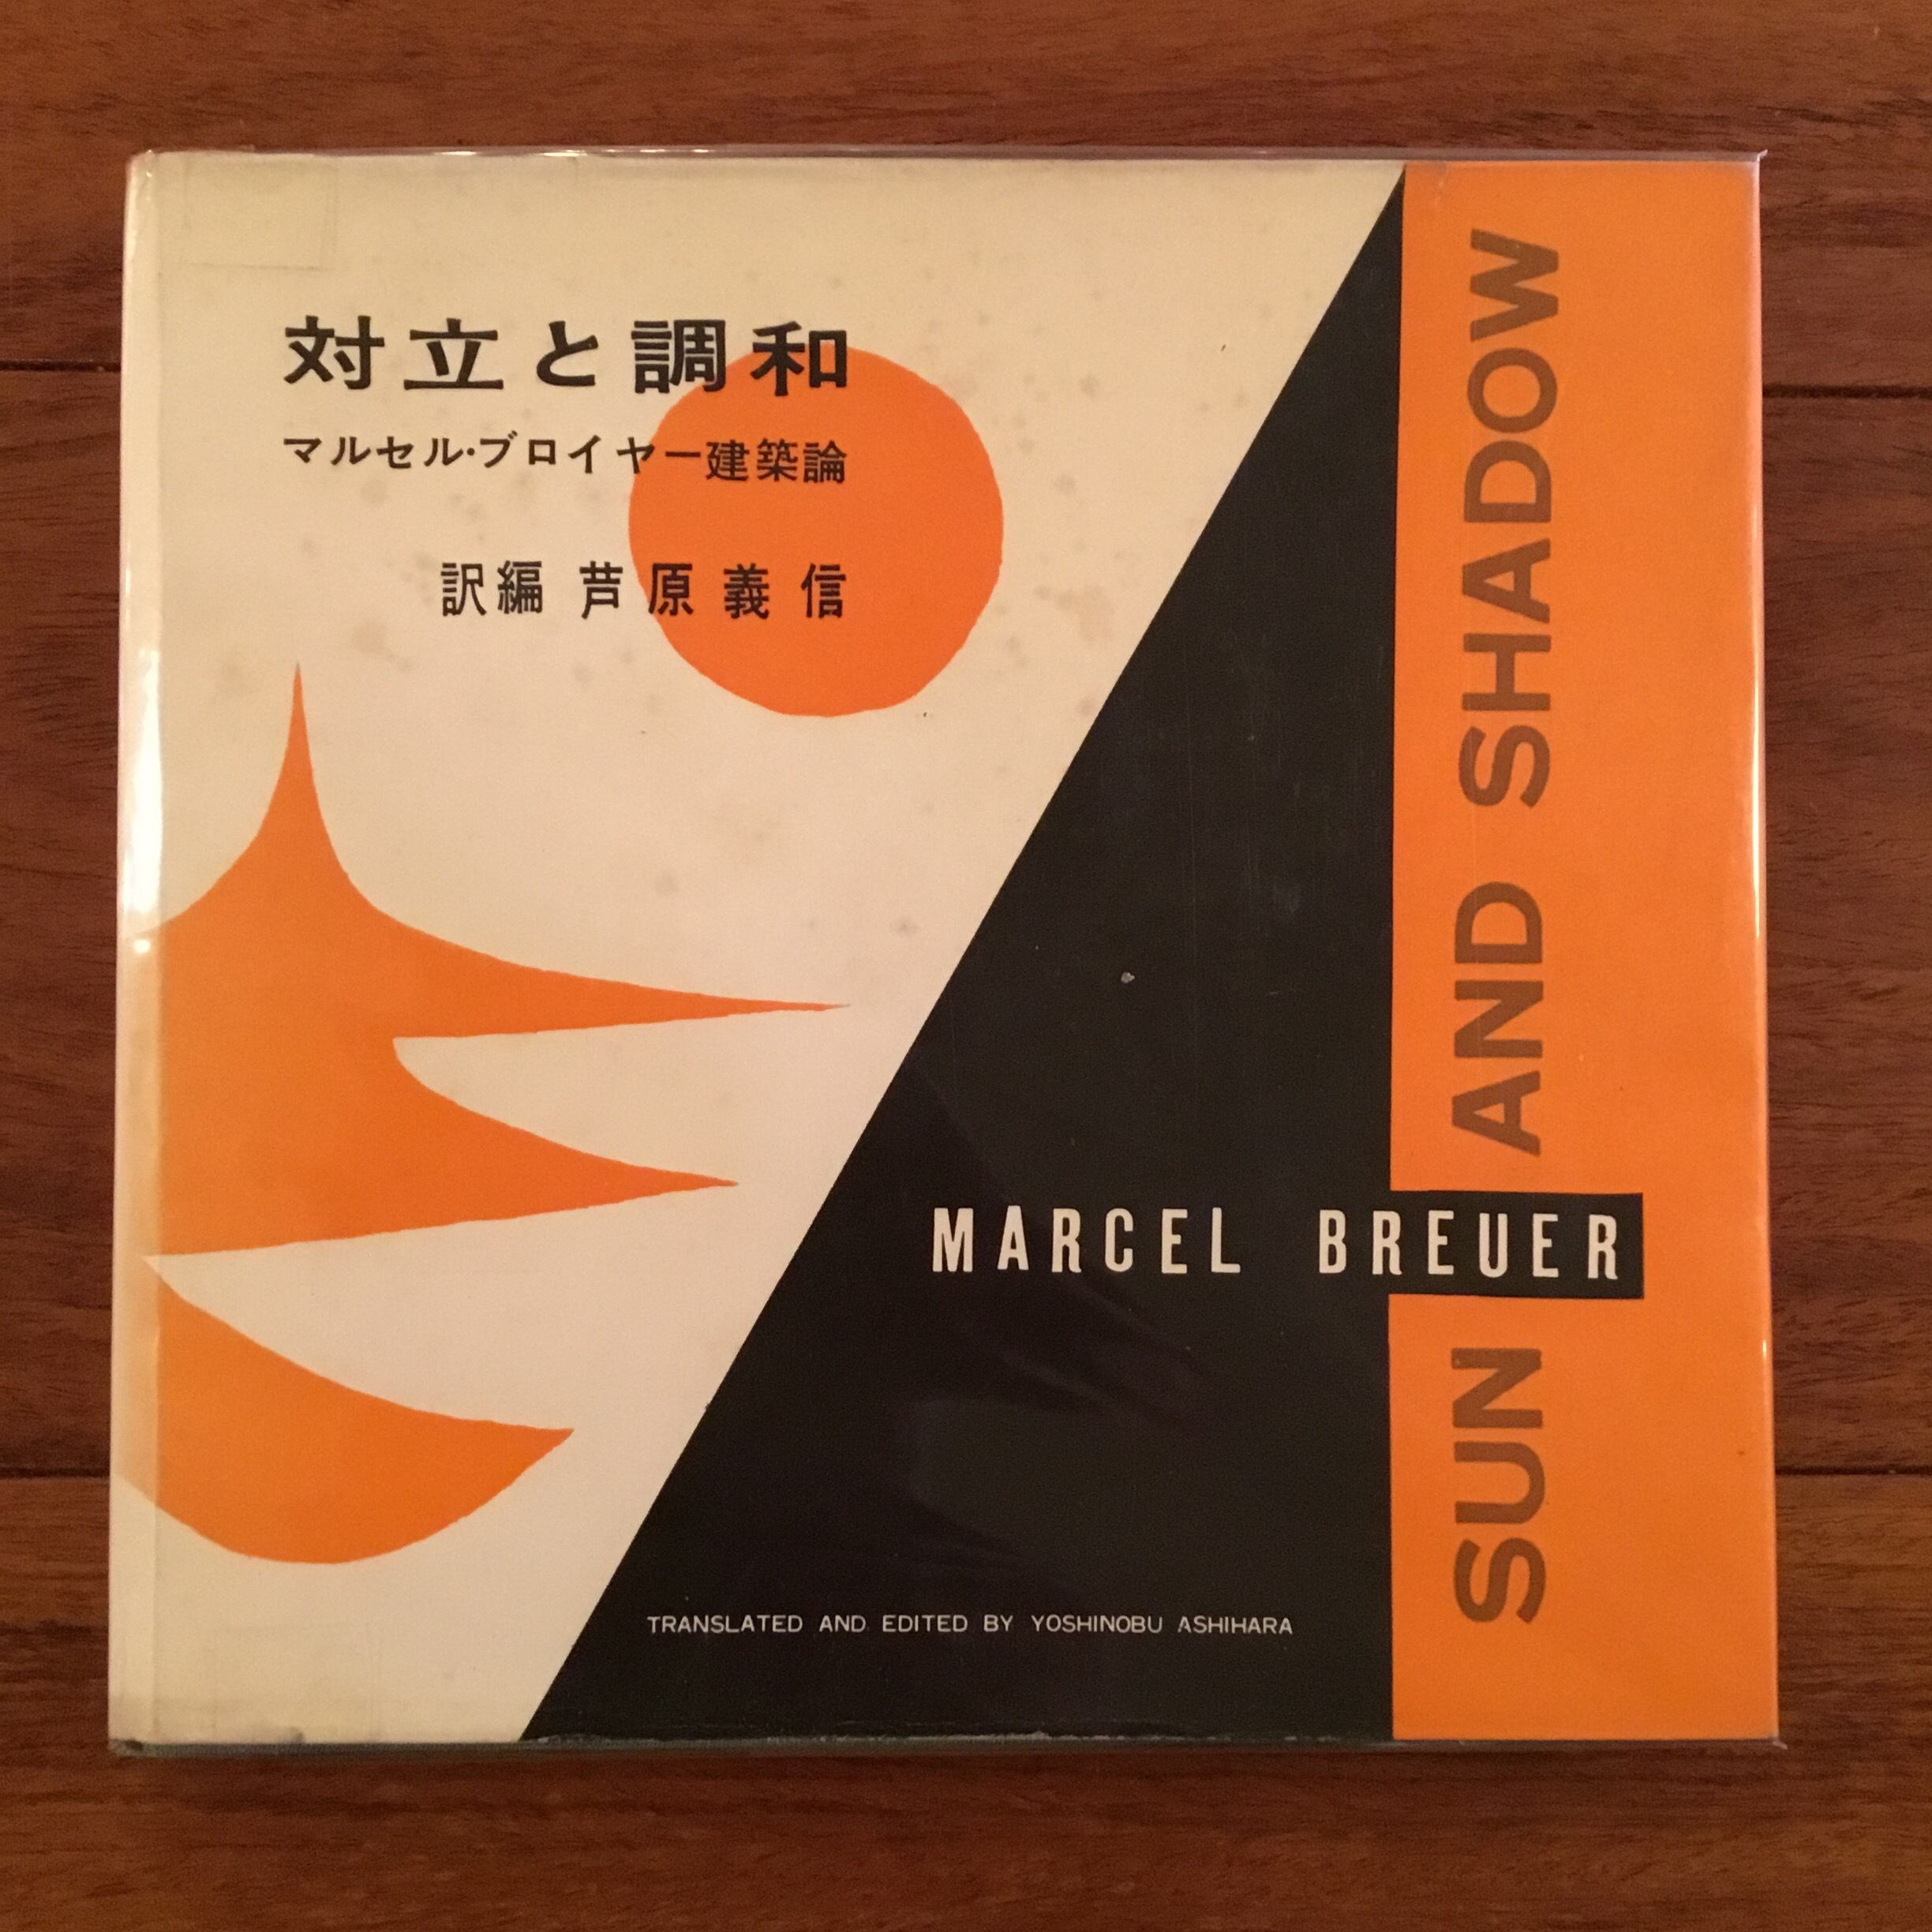 対立と調和
マルセル・ブロイヤー建築論
訳編 芦原義信
SUN AND SHADOW
MARCEL BREUER
TRANSLATED AND EDITED BY YOSHINOBU ASHIHARA